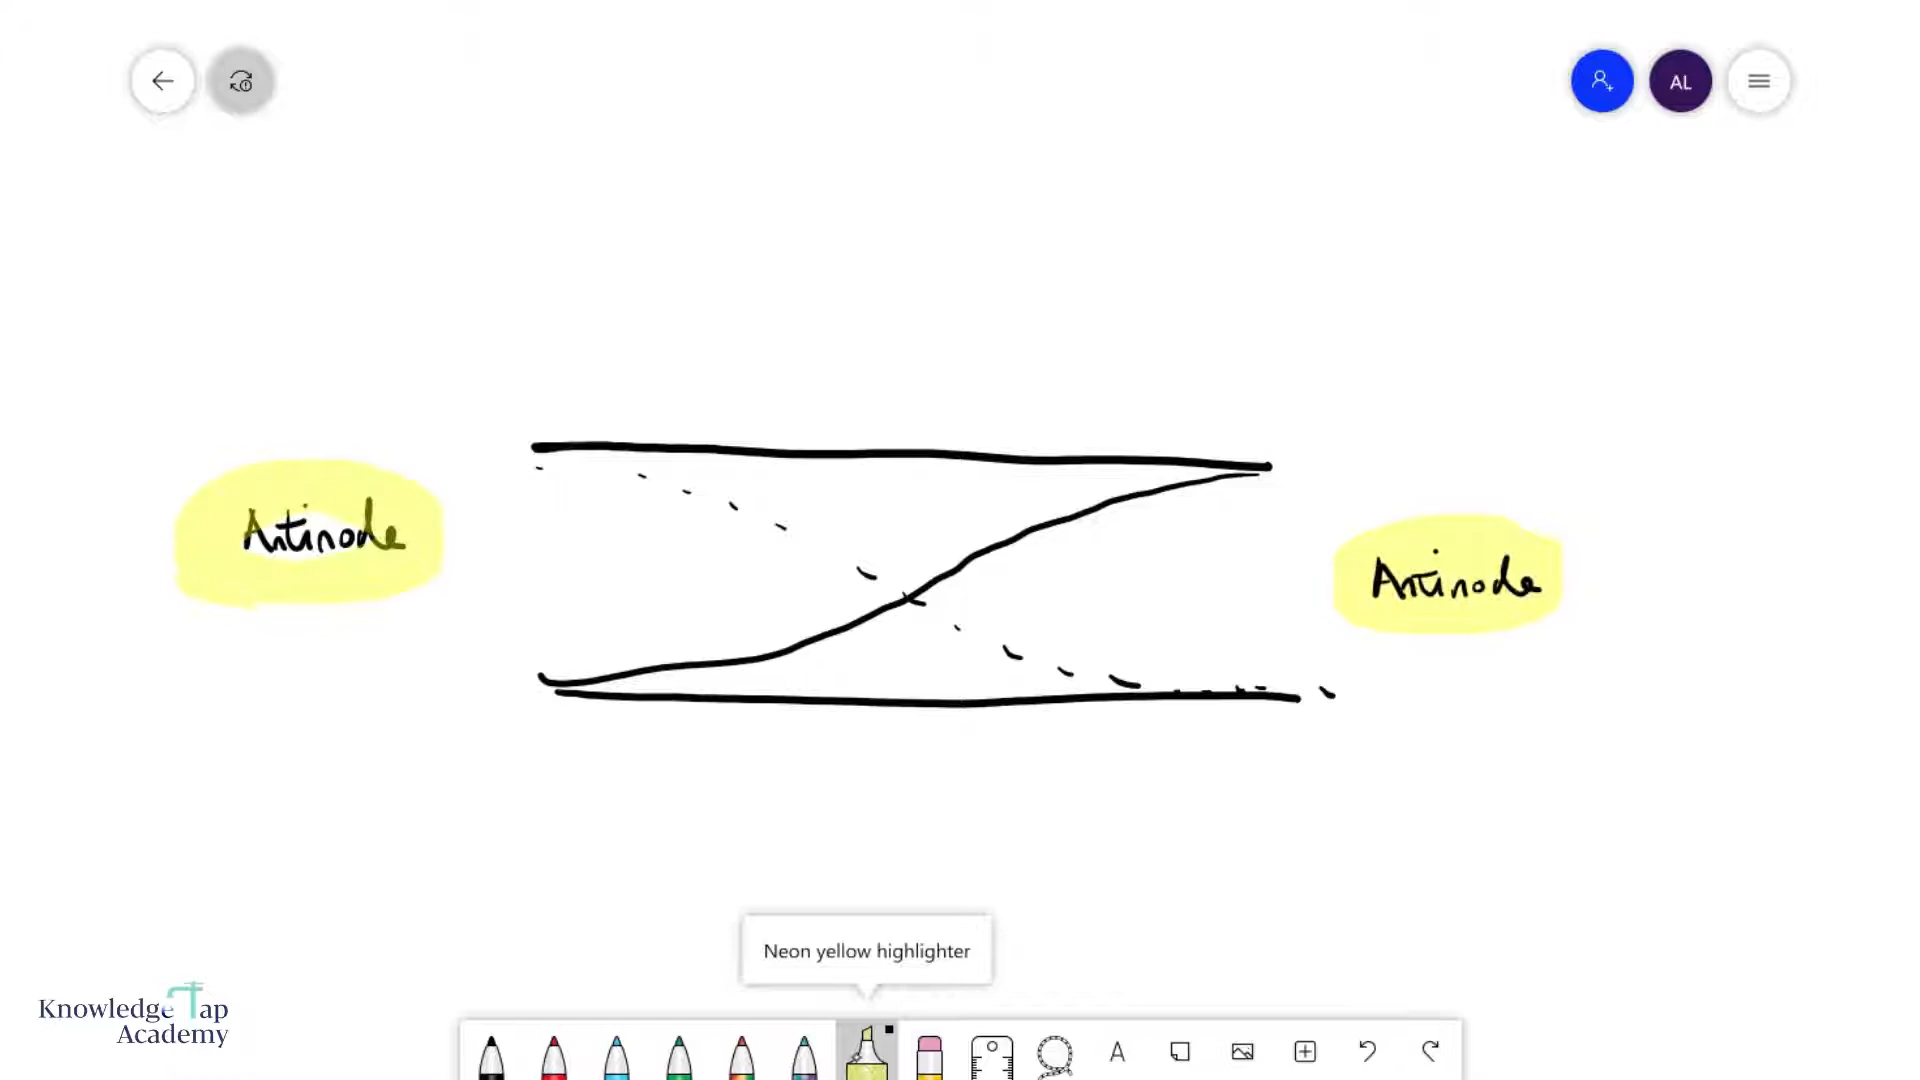 AL
Antinode
Antinode
Neon yellow highlighter
Knowledge Tap
Academy
A